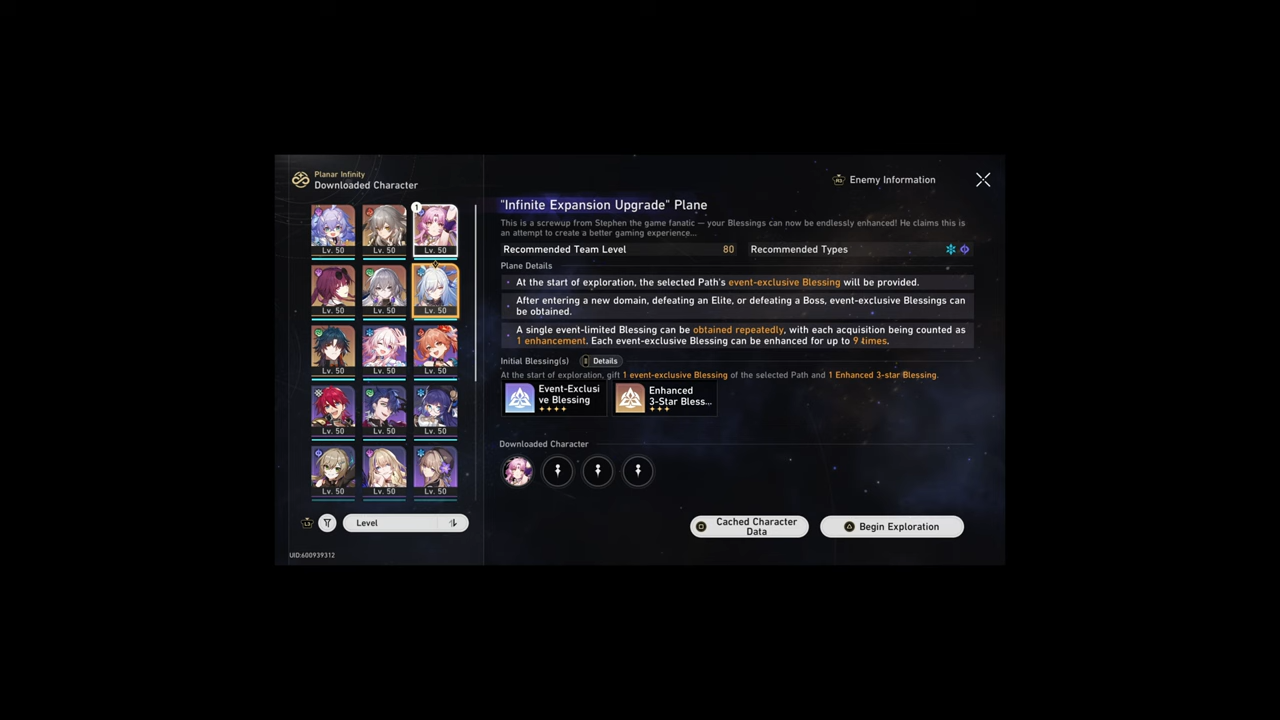 Planar Infinity
Downloaded Character
R3 Enemy Information
"Infinite Expansion Upgrade" Plane
This is a screwup from Stephen the game fanatic — your Blessings can now be endlessly enhanced! He claims this is
an attempt to create a better gaming experience...
Recommended Team Level 80 Recommended Types
Plane Details
At the start of exploration, the selected Path's event-exclusive Blessing will be provided.
After entering a new domain, defeating an Elite, or defeating a Boss, event-exclusive Blessings can
be obtained.
A single event-limited Blessing can be obtained repeatedly, with each acquisition being counted as
1 enhancement. Each event-exclusive Blessing can be enhanced for up to 9 times.
Initial Blessing(s) Details
At the start of exploration, gift 1 event-exclusive Blessing of the selected Path and 1 Enhanced 3-star Blessing.
Event-Exclusi
ve Blessing
Enhanced
3-Star Bless...
Downloaded Character
Cached Character
Data
Begin Exploration
1
Lv. 50 Lv. 50 Lv. 50
Lv. 50 Lv. 50 Lv. 50
Lv. 50 Lv. 50 Lv. 50
Lv. 50 Lv. 50 Lv. 50
Lv. 50 Lv. 50 Lv. 50
L3 Level
UID:600939312